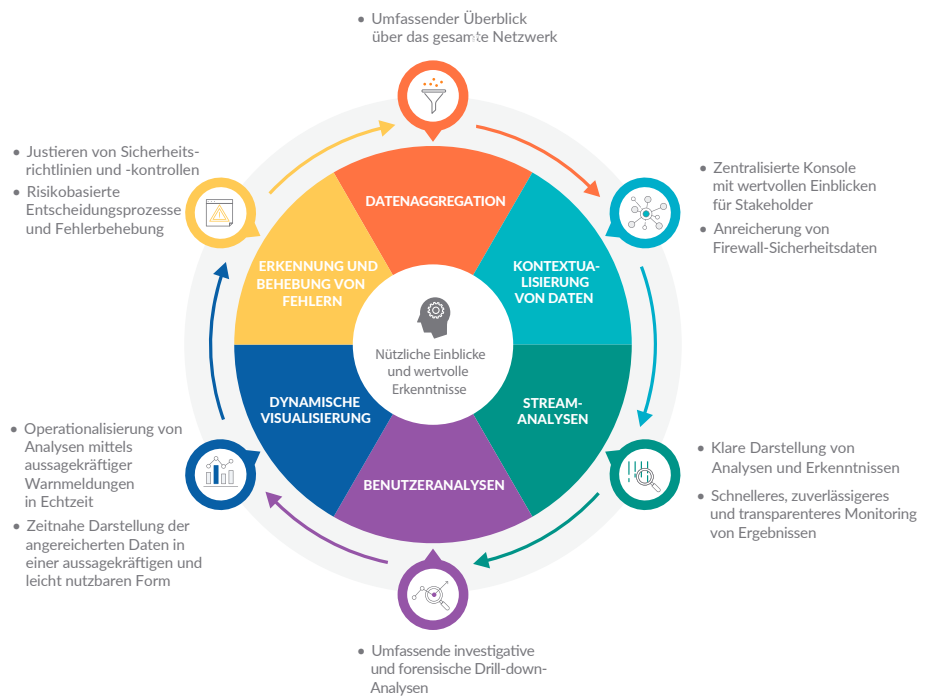 • Umfassender Überblick
über das gesamte Netzwerk
• Justieren von Sicherheits-
richtlinien und -kontrollen
• Risikobasierte
Entscheidungsprozesse
und Fehlerbehebung
• Zentralisierte Konsole
mit wertvollen Einblicken
für Stakeholder
• Anreicherung von
Firewall-Sicherheitsdaten
DATENAGGREGATION
ERKENNUNG UND
BEHEBUNG VON
FEHLERN
KONTEXTUA-
LISIERUNG
VON DATEN
Nützliche Einblicke
und wertvolle
Erkenntnisse
DYNAMISCHE
VISUALISIERUNG
STREAM-
ANALYSEN
BENUTZERANALYSEN
• Operationalisierung von
Analysen mittels
aussagekräftiger
Warnmeldungen
in Echtzeit
• Zeitnahe Darstellung der
angereicherten Daten in
einer aussagekräftigen und
leicht nutzbaren Form
• Klare Darstellung von
Analysen und Erkenntnissen
• Schnelleres, zuverlässigeres
und transparenteres Monitoring
von Ergebnissen
• Umfassende investigative
und forensische Drill-down-
Analysen